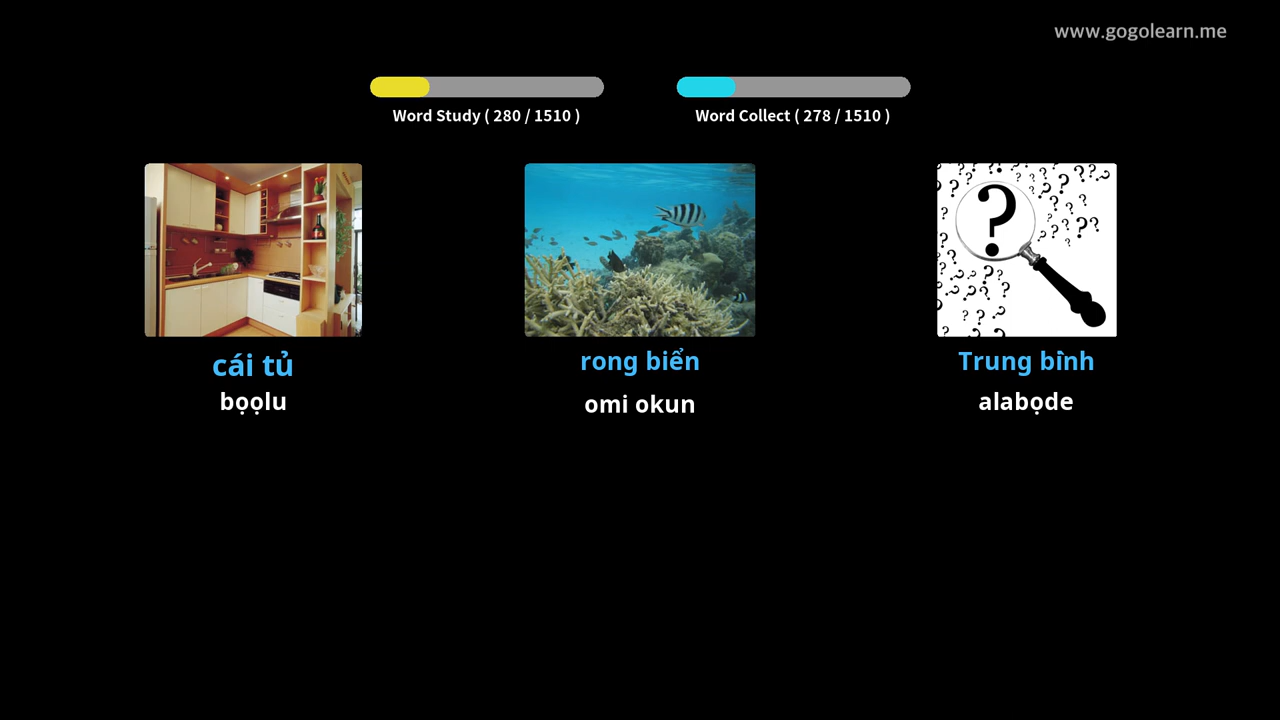 www.gogolearn.me
Word Study ( 280 / 1510 )
Word Collect ( 278 / 1510 )
cái tủ
bọọlu
rong biển
omi okun
Trung bình
alabọde